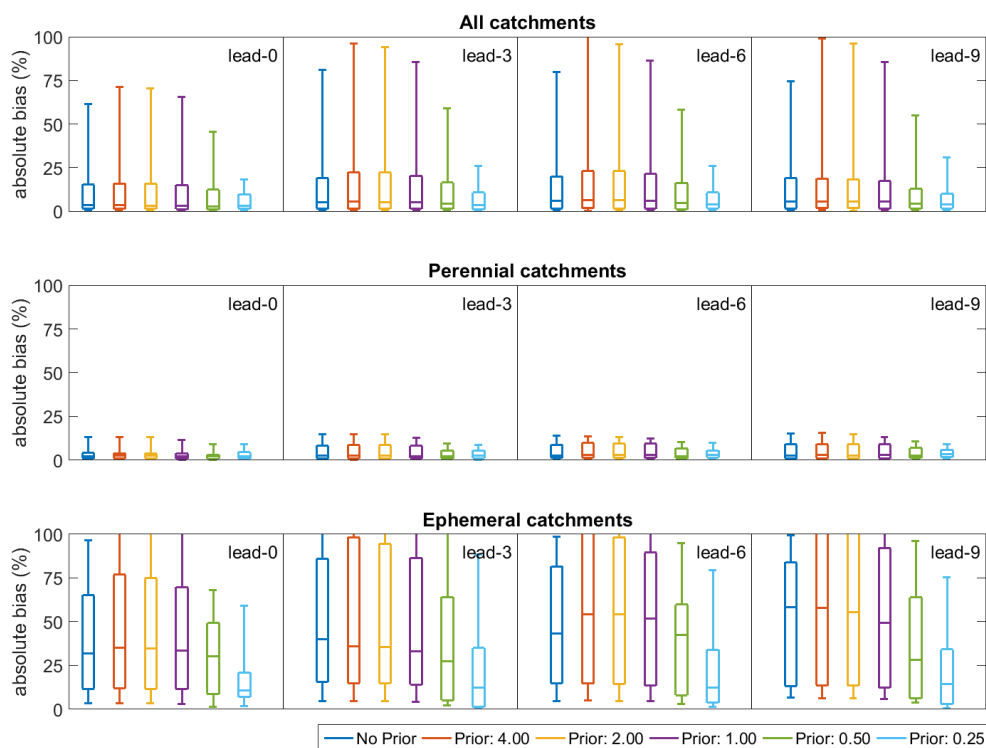 All catchments
absolute bias (%)
100
75
50
25
0
lead-0
lead-3
lead-6
lead-9
Perennial catchments
absolute bias (%)
100
75
50
25
0
lead-0
lead-3
lead-6
lead-9
Ephemeral catchments
absolute bias (%)
100
75
50
25
0
lead-0
lead-3
lead-6
lead-9
No Prior Prior: 4.00 Prior: 2.00 Prior: 1.00 Prior: 0.50 Prior: 0.25